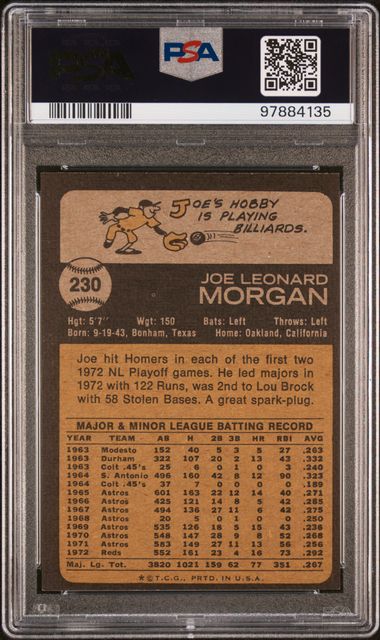 PSA
PSA
97884135
JOE'S HOBBY
IS PLAYING
BILLIARDS.
230
JOE LEONARD
MORGAN
Hgt: 5'7" Wgt: 150 Bats: Left Throws: Left
Born: 9-19-43, Bonham, Texas Home: Oakland, California
Joe hit Homers in each of the first two
1972 NL Playoff games. He led majors in
1972 with 122 Runs, was 2nd to Lou Brock
with 58 Stolen Bases. A great spark-plug.
MAJOR & MINOR LEAGUE BATTING RECORD
YEAR TEAM AB H 2B 3B HR RBI AVG
1963 Modesto 152 40 5 3 5 27 .263
1963 Durham 322 107 20 2 13 43 .332
1963 Colt .45's 25 6 0 1 0 3 .240
1964 S. Antonio 496 160 42 8 12 90 .323
1964 Colt .45's 37 7 0 0 0 0 .189
1965 Astros 601 163 22 12 14 40 .271
1966 Astros 425 121 14 8 5 42 .285
1967 Astros 494 136 27 11 6 42 .275
1968 Astros 20 5 0 1 0 0 .250
1969 Astros 535 126 18 5 15 43 .236
1970 Astros 548 147 28 9 8 52 .268
1971 Astros 583 149 27 11 13 56 .256
1972 Reds 552 161 23 4 16 73 .292
Maj. Lg. Tot. 3820 1021 159 62 77 351 .267
*© T.C.G., PRTD. IN U.S.A.